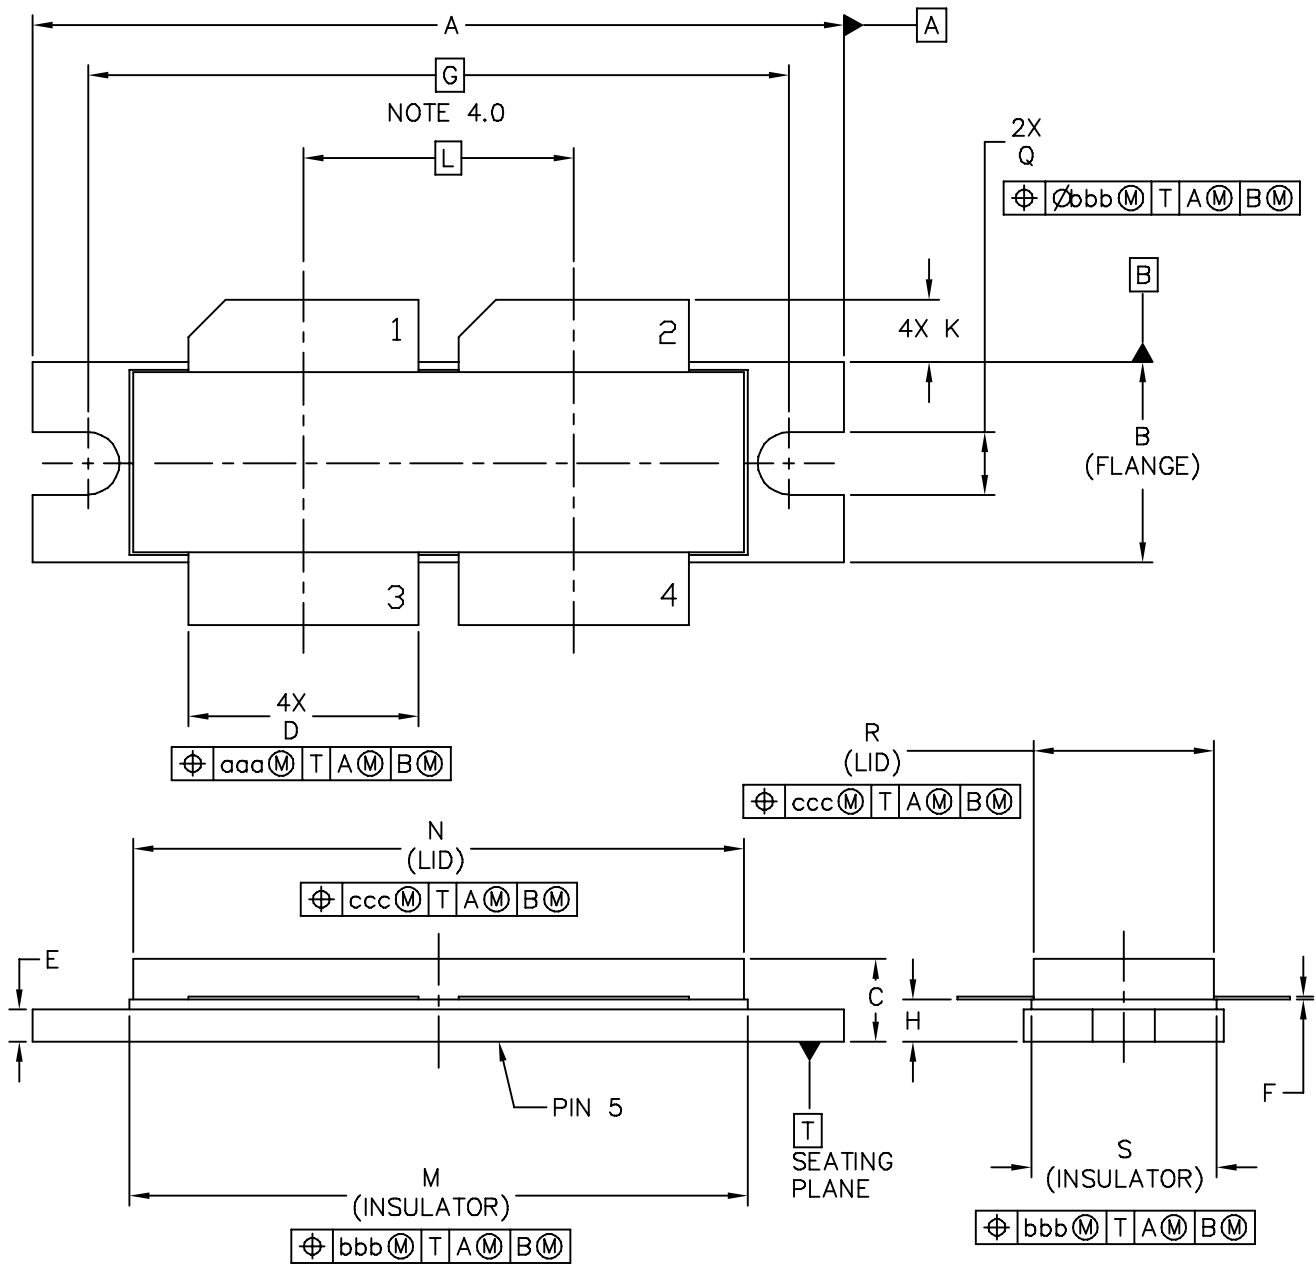 A
A
G
NOTE 4.0
L
2X
Q
⌖ Øbbb Ⓜ T A Ⓜ B Ⓜ
B
1
2
4X K
B
(FLANGE)
3
4
4X
D
⌖ aaa Ⓜ T A Ⓜ B Ⓜ
R
(LID)
⌖ ccc Ⓜ T A Ⓜ B Ⓜ
N
(LID)
⌖ ccc Ⓜ T A Ⓜ B Ⓜ
E
C
H
F
PIN 5
T
SEATING
PLANE
M
(INSULATOR)
⌖ bbb Ⓜ T A Ⓜ B Ⓜ
S
(INSULATOR)
⌖ bbb Ⓜ T A Ⓜ B Ⓜ